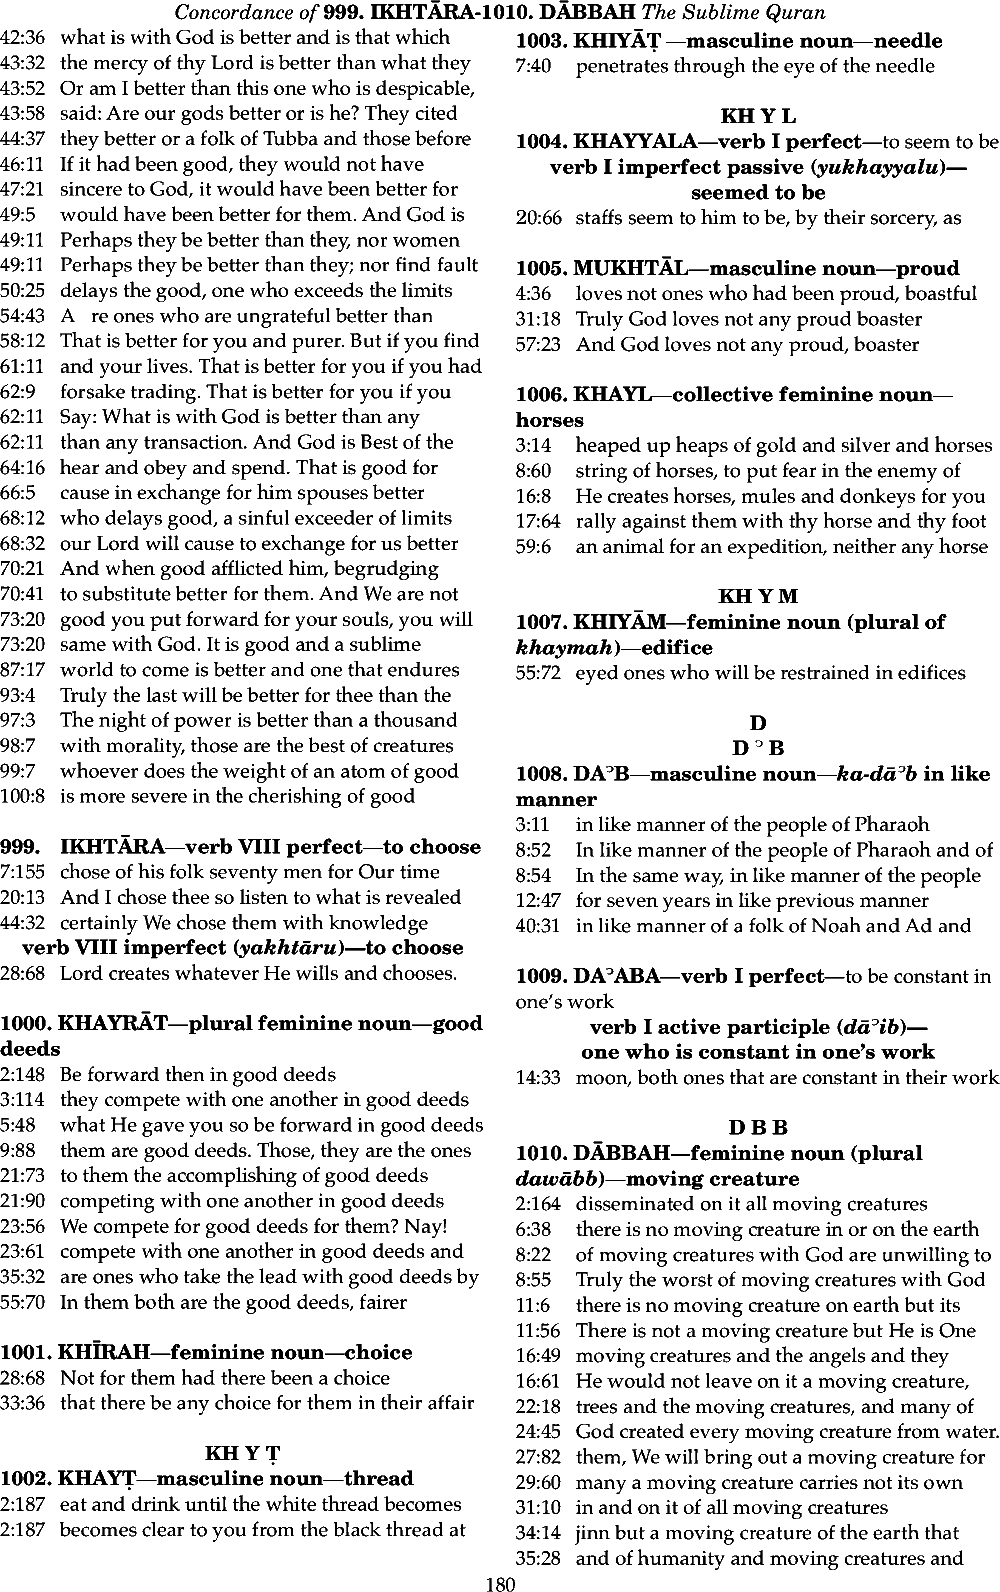 Concordance of 999. IKHTĀRA-1010. DĀBBAH The Sublime Quran
42:36 what is with God is better and is that which
43:32 the mercy of thy Lord is better than what they
43:52 Or am I better than this one who is despicable,
43:58 said: Are our gods better or is he? They cited
44:37 they better or a folk of Tubba and those before
46:11 If it had been good, they would not have
47:21 sincere to God, it would have been better for
49:5 would have been better for them. And God is
49:11 Perhaps they be better than they, nor women
49:11 Perhaps they be better than they; nor find fault
50:25 delays the good, one who exceeds the limits
54:43 A re ones who are ungrateful better than
58:12 That is better for you and purer. But if you find
61:11 and your lives. That is better for you if you had
62:9 forsake trading. That is better for you if you
62:11 Say: What is with God is better than any
62:11 than any transaction. And God is Best of the
64:16 hear and obey and spend. That is good for
66:5 cause in exchange for him spouses better
68:12 who delays good, a sinful exceeder of limits
68:32 our Lord will cause to exchange for us better
70:21 And when good afflicted him, begrudging
70:41 to substitute better for them. And We are not
73:20 good you put forward for your souls, you will
73:20 same with God. It is good and a sublime
87:17 world to come is better and one that endures
93:4 Truly the last will be better for thee than the
97:3 The night of power is better than a thousand
98:7 with morality, those are the best of creatures
99:7 whoever does the weight of an atom of good
100:8 is more severe in the cherishing of good
999. IKHTĀRA—verb VIII perfect—to choose
7:155 chose of his folk seventy men for Our time
20:13 And I chose thee so listen to what is revealed
44:32 certainly We chose them with knowledge
verb VIII imperfect (yakhtāru)—to choose
28:68 Lord creates whatever He wills and chooses.
1000. KHAYRĀT—plural feminine noun—good
deeds
2:148 Be forward then in good deeds
3:114 they compete with one another in good deeds
5:48 what He gave you so be forward in good deeds
9:88 them are good deeds. Those, they are the ones
21:73 to them the accomplishing of good deeds
21:90 competing with one another in good deeds
23:56 We compete for good deeds for them? Nay!
23:61 compete with one another in good deeds and
35:32 are ones who take the lead with good deeds by
55:70 In them both are the good deeds, fairer
1001. KHĪRAH—feminine noun—choice
28:68 Not for them had there been a choice
33:36 that there be any choice for them in their affair
KH Y Ṭ
1002. KHAYṬ—masculine noun—thread
2:187 eat and drink until the white thread becomes
2:187 becomes clear to you from the black thread at
1003. KHIYĀṬ —masculine noun—needle
7:40 penetrates through the eye of the needle
KH Y L
1004. KHAYYALA—verb I perfect—to seem to be
verb I imperfect passive (yukhayyalu)—
seemed to be
20:66 staffs seem to him to be, by their sorcery, as
1005. MUKHTĀL—masculine noun—proud
4:36 loves not ones who had been proud, boastful
31:18 Truly God loves not any proud boaster
57:23 And God loves not any proud, boaster
1006. KHAYL—collective feminine noun—
horses
3:14 heaped up heaps of gold and silver and horses
8:60 string of horses, to put fear in the enemy of
16:8 He creates horses, mules and donkeys for you
17:64 rally against them with thy horse and thy foot
59:6 an animal for an expedition, neither any horse
KH Y M
1007. KHIYĀM—feminine noun (plural of
khaymah)—edifice
55:72 eyed ones who will be restrained in edifices
D
D ᵓ B
1008. DAᵓB—masculine noun—ka-dāᵓb in like
manner
3:11 in like manner of the people of Pharaoh
8:52 In like manner of the people of Pharaoh and of
8:54 In the same way, in like manner of the people
12:47 for seven years in like previous manner
40:31 in like manner of a folk of Noah and Ad and
1009. DAᵓABA—verb I perfect—to be constant in
one's work
verb I active participle (dāᵓib)—
one who is constant in one's work
14:33 moon, both ones that are constant in their work
D B B
1010. DĀBBAH—feminine noun (plural
dawābb)—moving creature
2:164 disseminated on it all moving creatures
6:38 there is no moving creature in or on the earth
8:22 of moving creatures with God are unwilling to
8:55 Truly the worst of moving creatures with God
11:6 there is no moving creature on earth but its
11:56 There is not a moving creature but He is One
16:49 moving creatures and the angels and they
16:61 He would not leave on it a moving creature,
22:18 trees and the moving creatures, and many of
24:45 God created every moving creature from water.
27:82 them, We will bring out a moving creature for
29:60 many a moving creature carries not its own
31:10 in and on it of all moving creatures
34:14 jinn but a moving creature of the earth that
35:28 and of humanity and moving creatures and
180